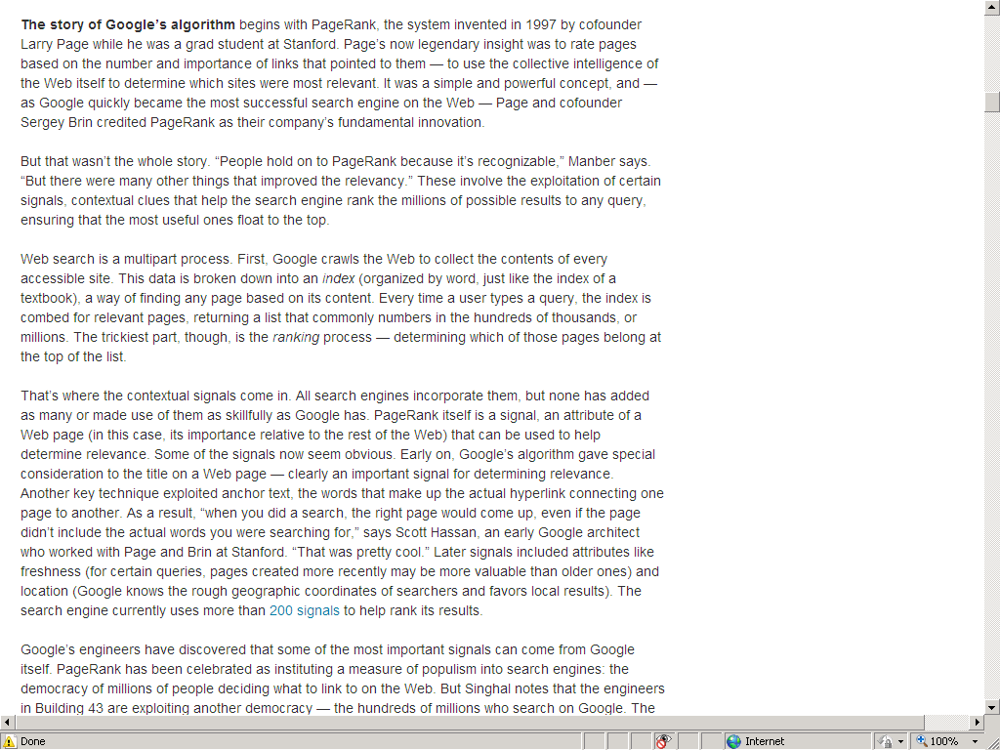 The story of Google’s algorithm begins with PageRank, the system invented in 1997 by cofounder
Larry Page while he was a grad student at Stanford. Page’s now legendary insight was to rate pages
based on the number and importance of links that pointed to them — to use the collective intelligence of
the Web itself to determine which sites were most relevant. It was a simple and powerful concept, and —
as Google quickly became the most successful search engine on the Web — Page and cofounder
Sergey Brin credited PageRank as their company’s fundamental innovation.
But that wasn’t the whole story. “People hold on to PageRank because it’s recognizable,” Manber says.
“But there were many other things that improved the relevancy.” These involve the exploitation of certain
signals, contextual clues that help the search engine rank the millions of possible results to any query,
ensuring that the most useful ones float to the top.
Web search is a multipart process. First, Google crawls the Web to collect the contents of every
accessible site. This data is broken down into an index (organized by word, just like the index of a
textbook), a way of finding any page based on its content. Every time a user types a query, the index is
combed for relevant pages, returning a list that commonly numbers in the hundreds of thousands, or
millions. The trickiest part, though, is the ranking process — determining which of those pages belong at
the top of the list.
That’s where the contextual signals come in. All search engines incorporate them, but none has added
as many or made use of them as skillfully as Google has. PageRank itself is a signal, an attribute of a
Web page (in this case, its importance relative to the rest of the Web) that can be used to help
determine relevance. Some of the signals now seem obvious. Early on, Google’s algorithm gave special
consideration to the title on a Web page — clearly an important signal for determining relevance.
Another key technique exploited anchor text, the words that make up the actual hyperlink connecting one
page to another. As a result, “when you did a search, the right page would come up, even if the page
didn’t include the actual words you were searching for,” says Scott Hassan, an early Google architect
who worked with Page and Brin at Stanford. “That was pretty cool.” Later signals included attributes like
freshness (for certain queries, pages created more recently may be more valuable than older ones) and
location (Google knows the rough geographic coordinates of searchers and favors local results). The
search engine currently uses more than 200 signals to help rank its results.
Google’s engineers have discovered that some of the most important signals can come from Google
itself. PageRank has been celebrated as instituting a measure of populism into search engines: the
democracy of millions of people deciding what to link to on the Web. But Singhal notes that the engineers
in Building 43 are exploiting another democracy — the hundreds of millions who search on Google. The
Done
Internet
100%